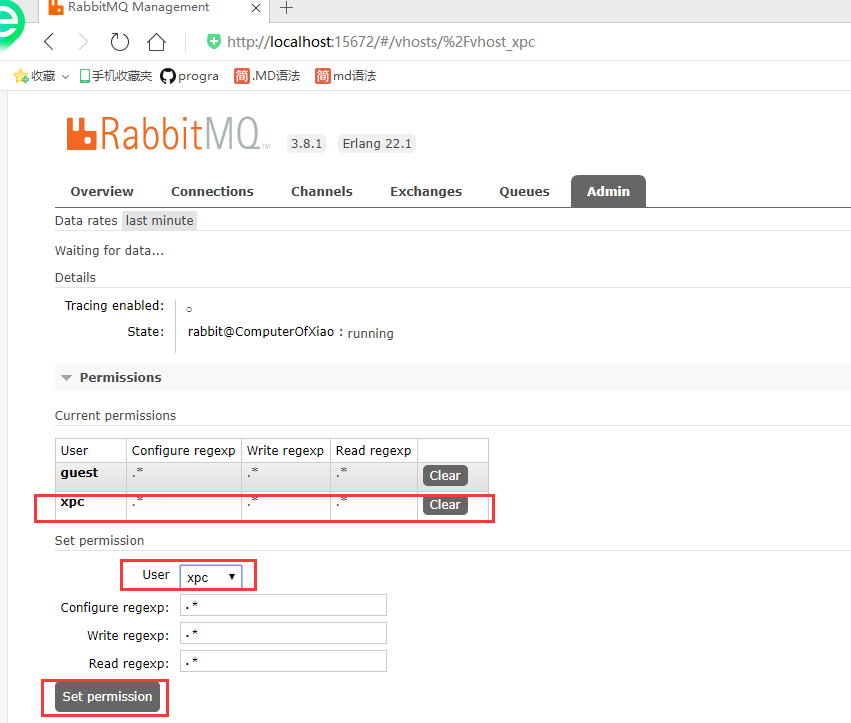 RabbitMQ Management
http://localhost:15672/#/vhosts/%2Fvhost_xpc
收藏 手机收藏夹 progra 简 .MD语法 简 md语法
RabbitMQ TM 3.8.1 Erlang 22.1
Overview Connections Channels Exchanges Queues Admin
Data rates last minute
Waiting for data...
Details
Tracing enabled: ○
State: rabbit@ComputerOfXiao : running
Permissions
Current permissions
User Configure regexp Write regexp Read regexp
guest .* .* .* Clear
xpc .* .* .* Clear
Set permission
User xpc
Configure regexp: .*
Write regexp: .*
Read regexp: .*
Set permission